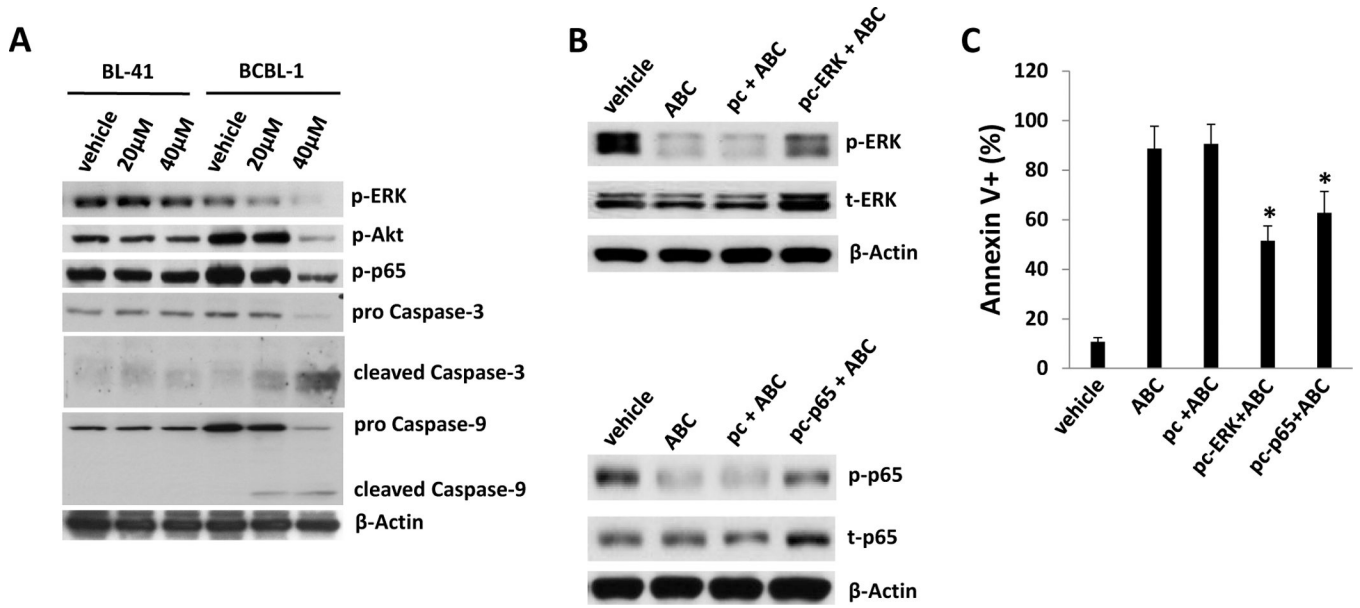 A
BL-41 BCBL-1
vehicle 20μM 40μM vehicle 20μM 40μM
p-ERK
p-Akt
p-p65
pro Caspase-3
cleaved Caspase-3
pro Caspase-9
cleaved Caspase-9
β-Actin
B
vehicle ABC pc + ABC pc-ERK + ABC
p-ERK
t-ERK
β-Actin
vehicle ABC pc + ABC pc-p65 + ABC
p-p65
t-p65
β-Actin
C
Annexin V+ (%)
120
100
80
60
40
20
0
* *
vehicle ABC pc +ABC pc-ERK+ABC pc-p65+ABC